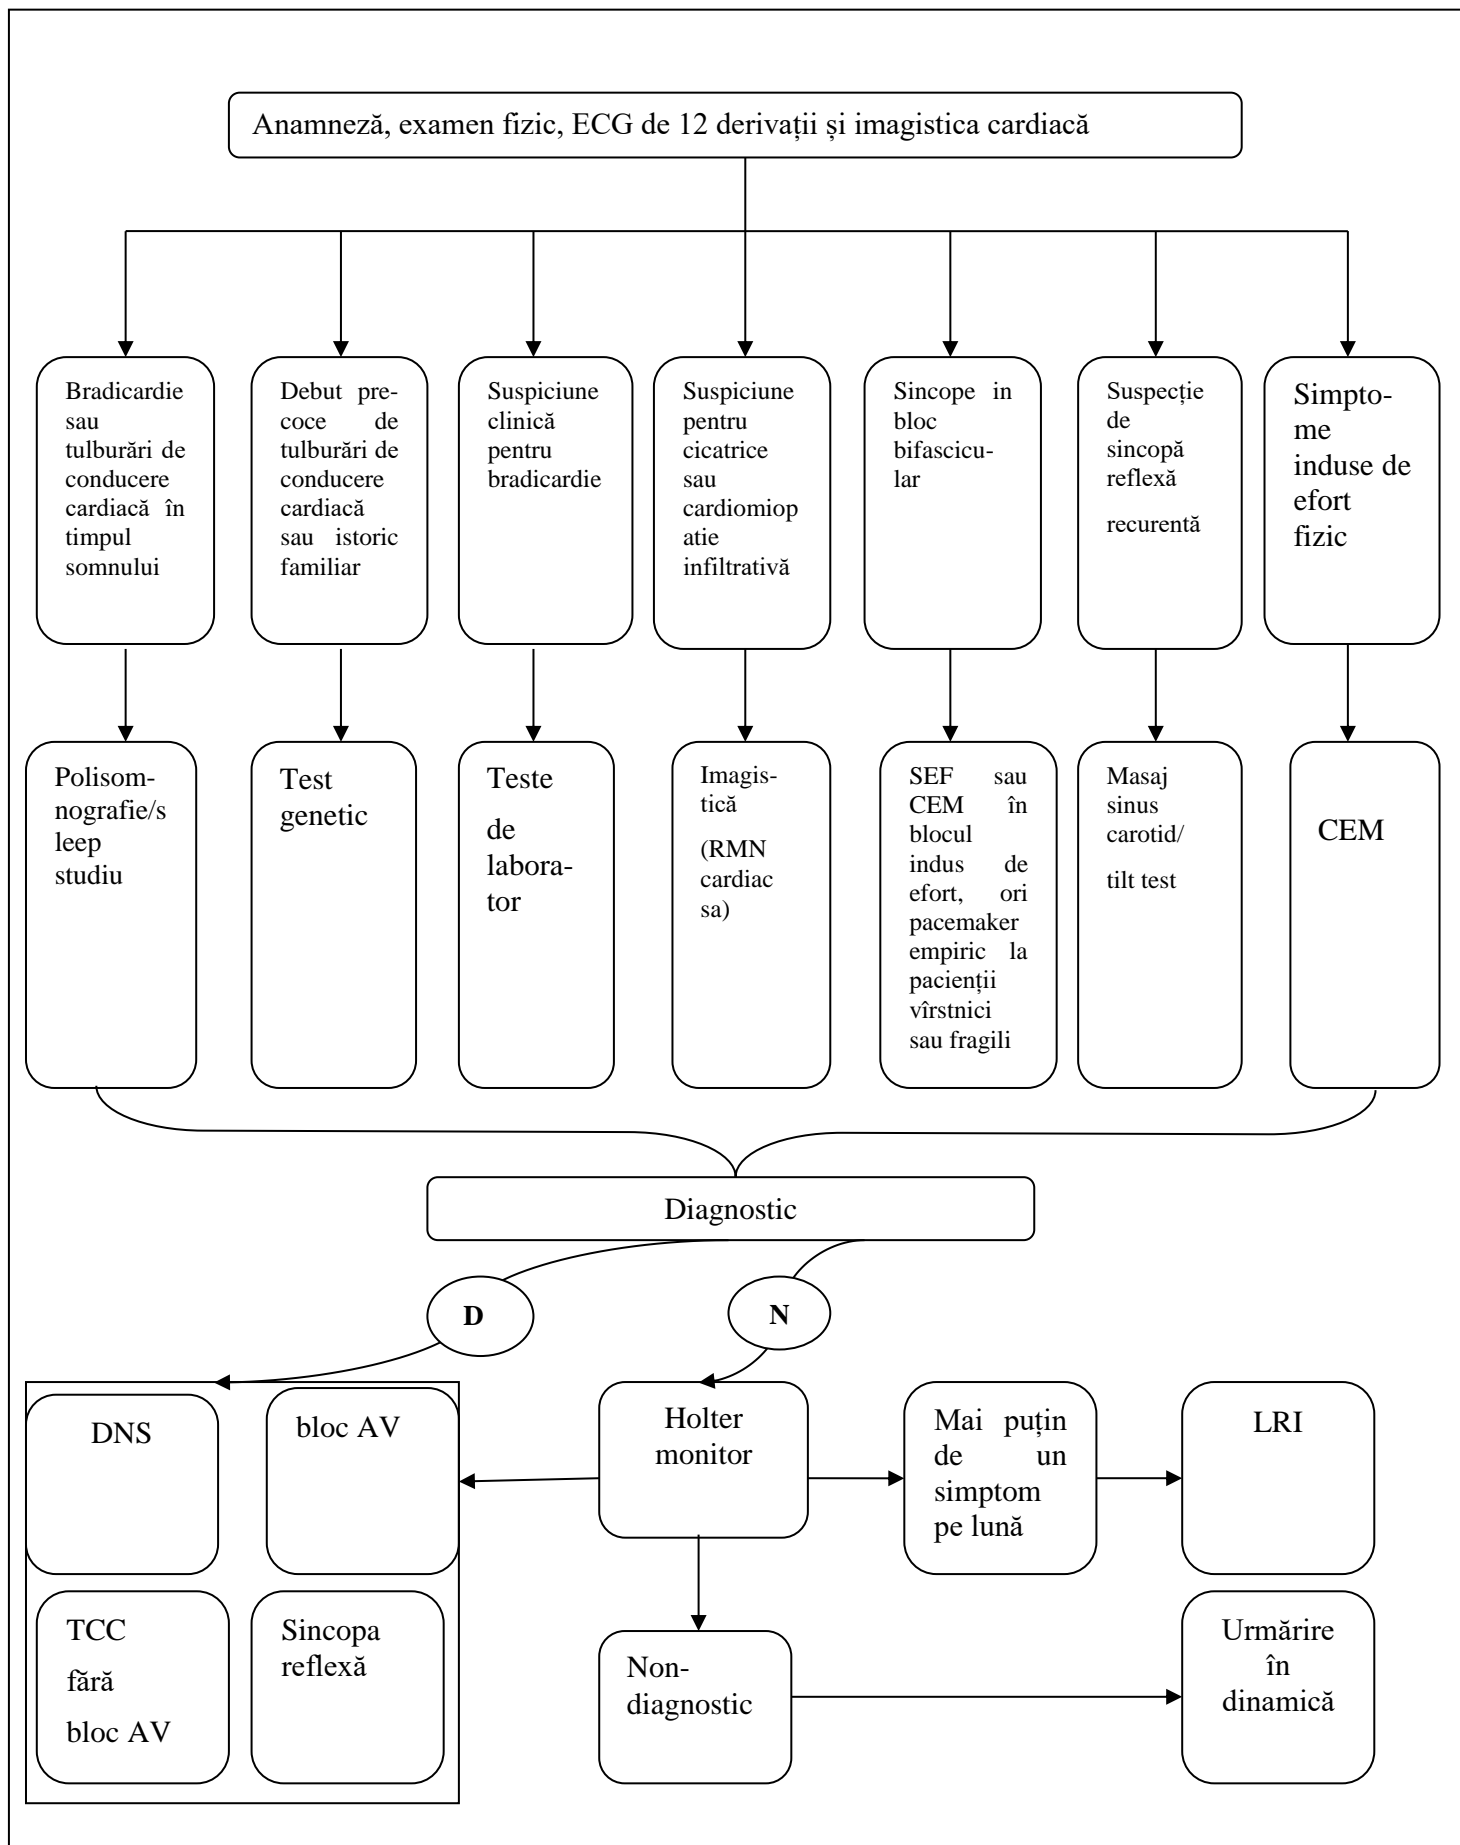 Anamneză, examen fizic, ECG de 12 derivații și imagistica cardiacă
Bradicardie
sau
tulburări de
conducere
cardiacă în
timpul
somnului
Debut pre-
coce de
tulburări de
conducere
cardiacă
sau istoric
familiar
Suspiciune
clinică
pentru
bradicardie
Suspiciune
pentru
cicatrice
sau
cardiomiop
atie
infiltrativă
Sincope in
bloc
bifascicu-
lar
Suspecție
de
sincopă
reflexă
recurentă
Simpto-
me
induse de
efort
fizic
Polisom-
nografie/s
leep
studiu
Test
genetic
Teste
de
labora-
tor
Imagis-
tică
(RMN
cardiac
sa)
SEF sau
CEM în
blocul
indus de
efort, ori
pacemaker
empiric la
pacienții
vîrstnici
sau fragili
Masaj
sinus
carotid/
tilt test
CEM
Diagnostic
D
N
DNS
bloc AV
Holter
monitor
Mai puțin
de un
simptom
pe lună
LRI
TCC
fără
bloc AV
Sincopa
reflexă
Non-
diagnostic
Urmărire
în
dinamică